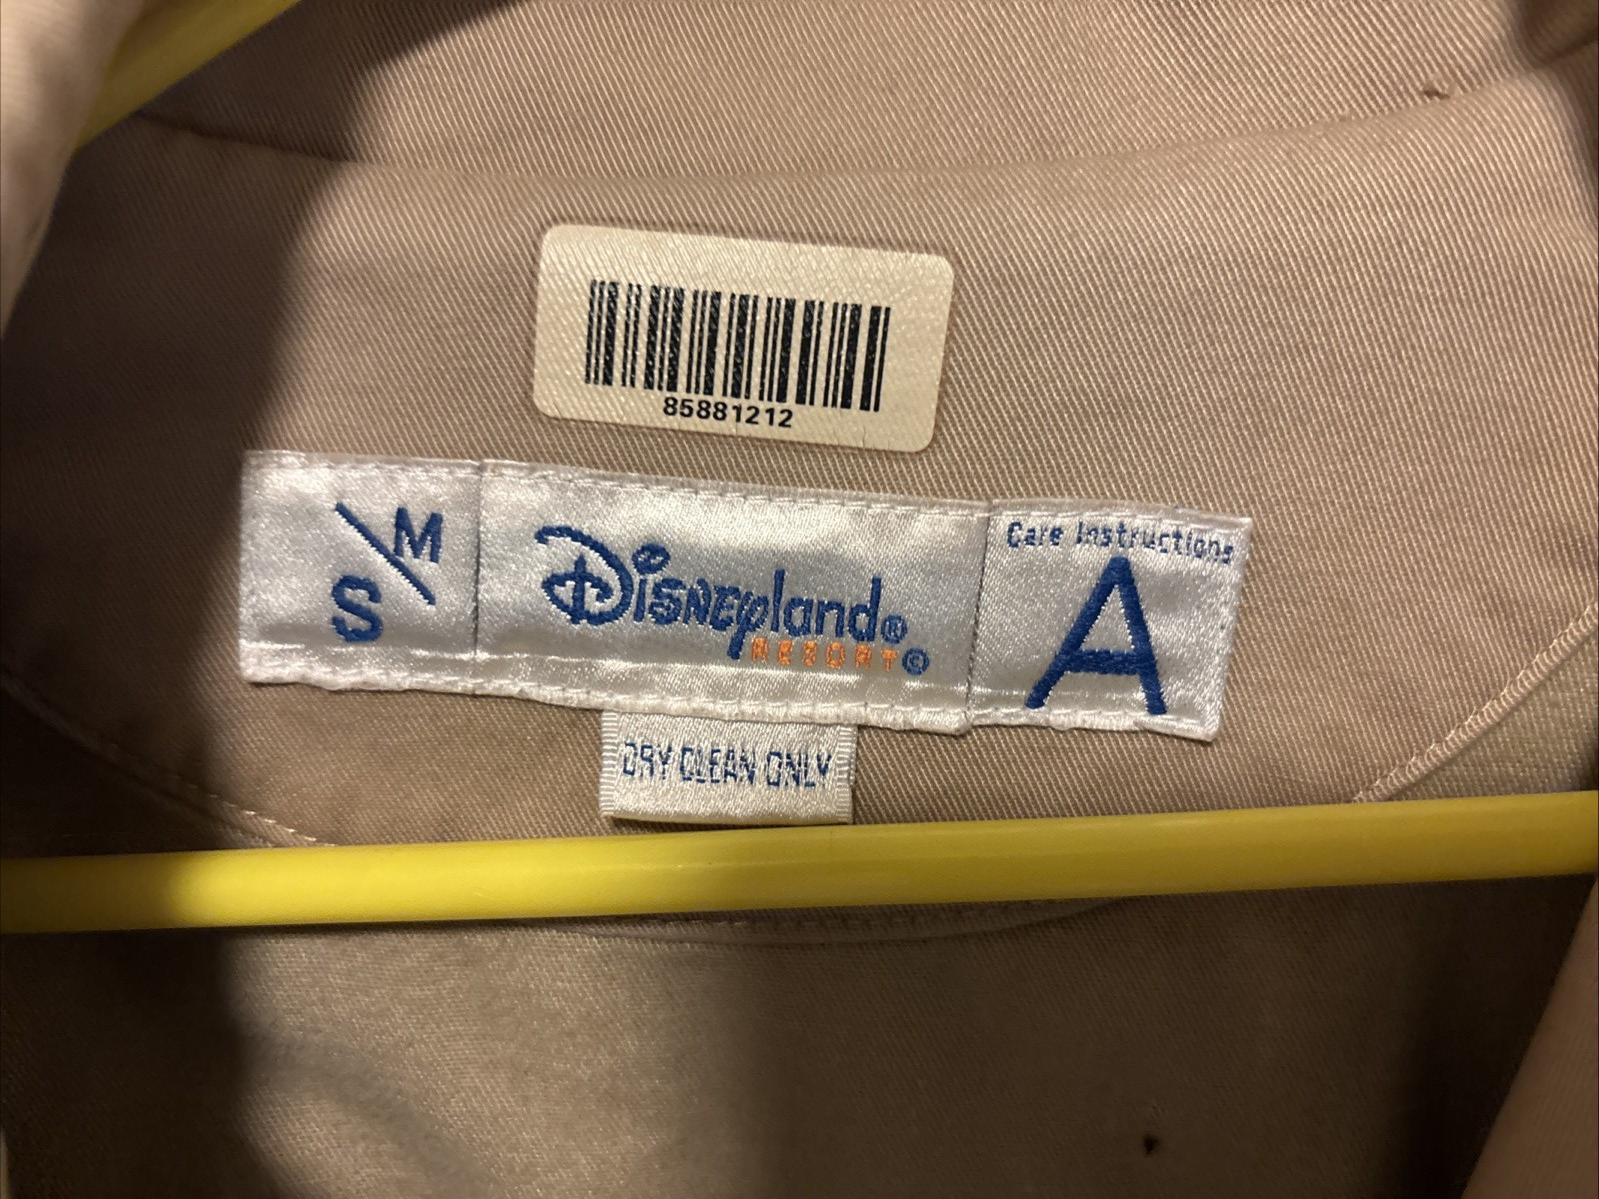 85881212
S/M
Disneyland®
RESORT©
Care Instructions
A
DRY CLEAN ONLY